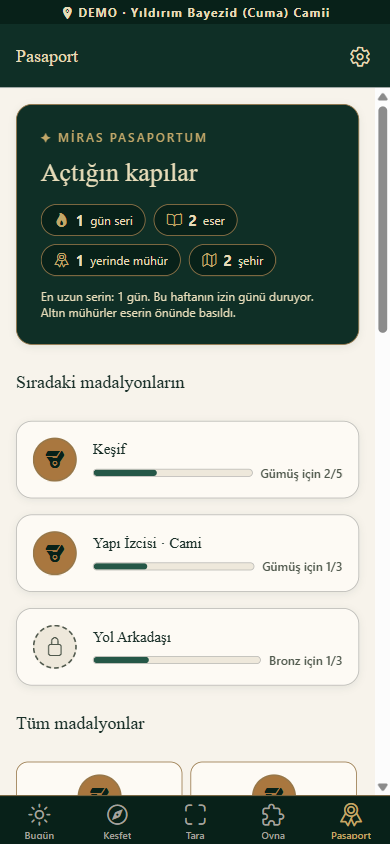 DEMO · Yıldırım Bayezid (Cuma) Camii
Pasaport
MİRAS PASAPORTUM
Açtığın kapılar
1 gün seri
2 eser
1 yerinde mühür
2 şehir
En uzun serin: 1 gün. Bu haftanın izin günü duruyor.
Altın mühürler eserin önünde basıldı.
Sıradaki madalyonların
Keşif
Gümüş için 2/5
Yapı İzcisi · Cami
Gümüş için 1/3
Yol Arkadaşı
Bronz için 1/3
Tüm madalyonlar
Bugün
Keşfet
Tara
Oyna
Pasaport